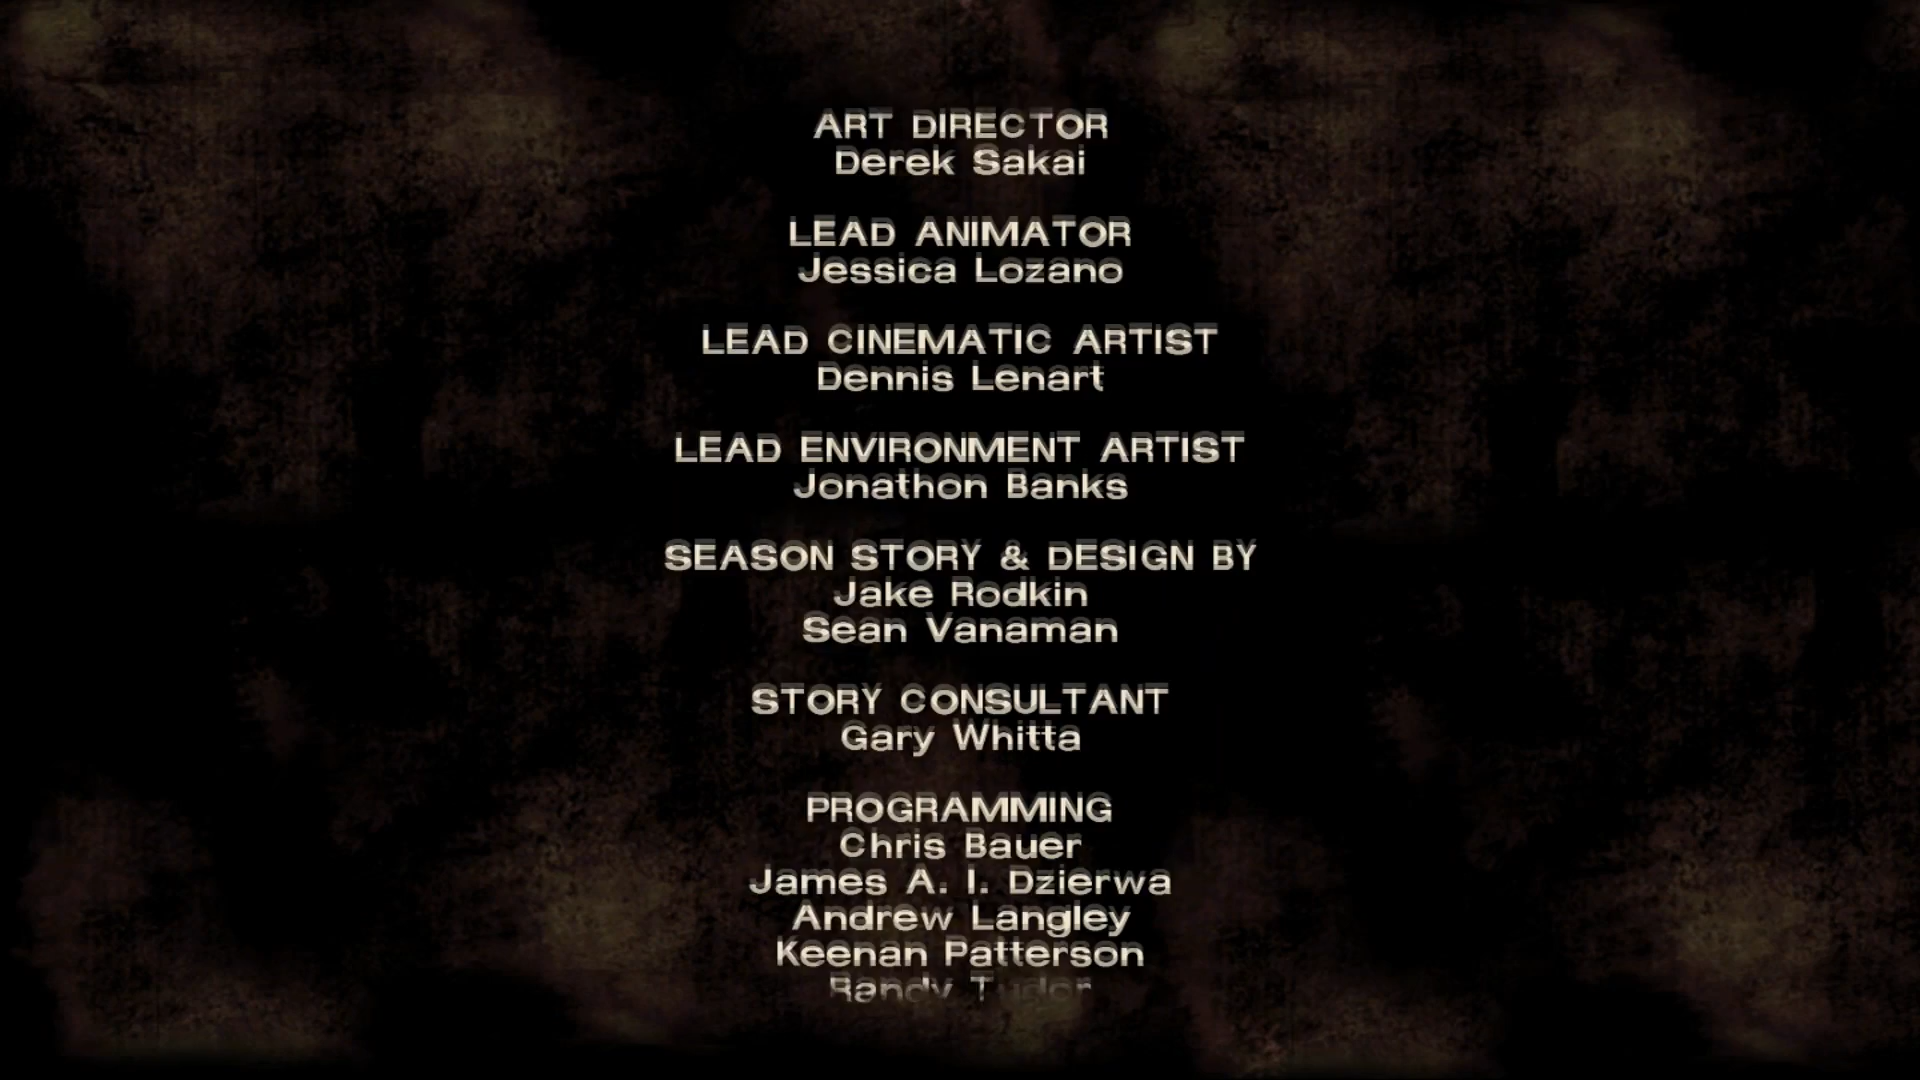 ART DIRECTOR
Derek Sakai
LEAD ANIMATOR
Jessica Lozano
LEAD CINEMATIC ARTIST
Dennis Lenart
LEAD ENVIRONMENT ARTIST
Jonathon Banks
SEASON STORY & DESIGN BY
Jake Rodkin
Sean Vanaman
STORY CONSULTANT
Gary Whitta
PROGRAMMING
Chris Bauer
James A. I. Dzierwa
Andrew Langley
Keenan Patterson
Randy Tudor